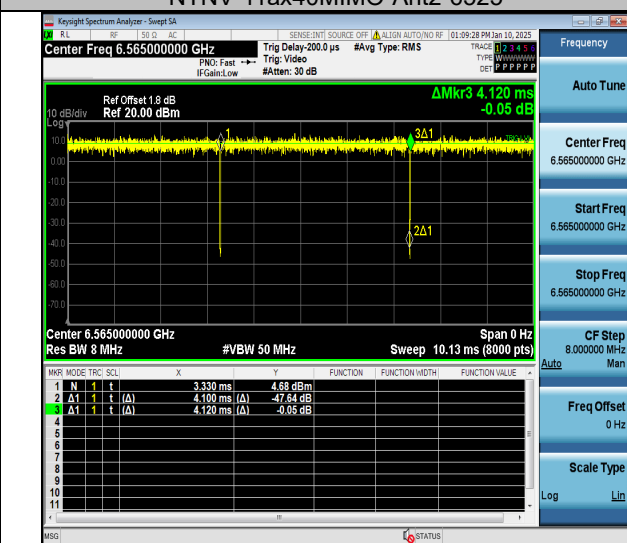 NTNV 11ax40MIMO Ant2 6525
Keysight Spectrum Analyzer - Swept SA
RL RF 50 Ω AC SENSE:INT SOURCE OFF ALIGN AUTO/NO RF 01:09:28 PM Jan 10, 2025
Center Freq 6.565000000 GHz
Trig Delay-200.0 µs #Avg Type: RMS
TRACE 1 2 3 4 5 6
PNO: Fast Trig: Video
TYPE WWWWWW
IFGain:Low #Atten: 30 dB
DET P P P P P P
Frequency
Auto Tune
ΔMkr3 4.120 ms
-0.05 dB
Ref Offset 1.8 dB
10 dB/div Ref 20.00 dBm
Log
10.0
0.00
-10.0
-20.0
-30.0
-40.0
-50.0
-60.0
-70.0
1
3Δ1
2Δ1
Center Freq
6.565000000 GHz
Start Freq
6.565000000 GHz
Stop Freq
6.565000000 GHz
Center 6.565000000 GHz Span 0 Hz
Res BW 8 MHz #VBW 50 MHz Sweep 10.13 ms (8000 pts)
CF Step
8.000000 MHz
Auto Man
MKR MODE TRC SCL X Y FUNCTION FUNCTION WIDTH FUNCTION VALUE
1 N 1 t 3.330 ms 4.68 dBm
2 Δ1 1 t (Δ) 4.100 ms (Δ) -47.64 dB
3 Δ1 1 t (Δ) 4.120 ms (Δ) -0.05 dB
4
5
6
7
8
9
10
11
Freq Offset
0 Hz
Scale Type
Log Lin
MSG STATUS